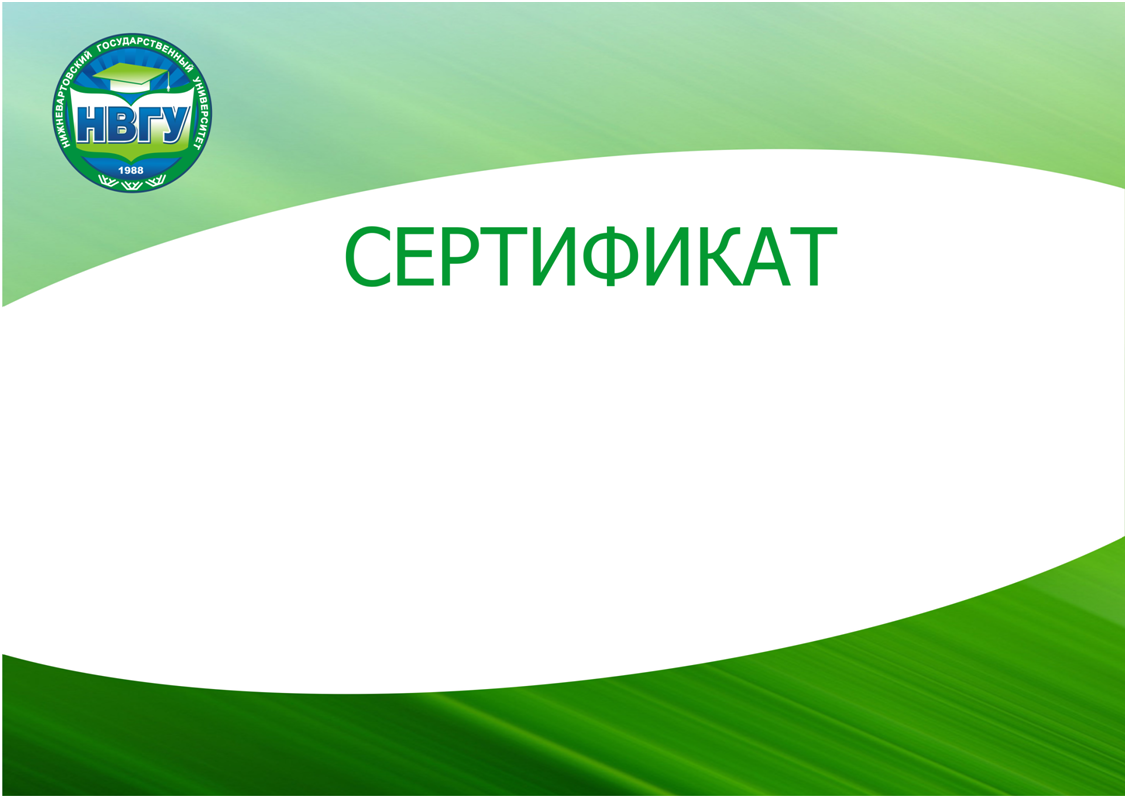 НИЖНЕВАРТОВСКИЙ ГОСУДАРСТВЕННЫЙ УНИВЕРСИТЕТ
НВГУ
1988
СЕРТИФИКАТ